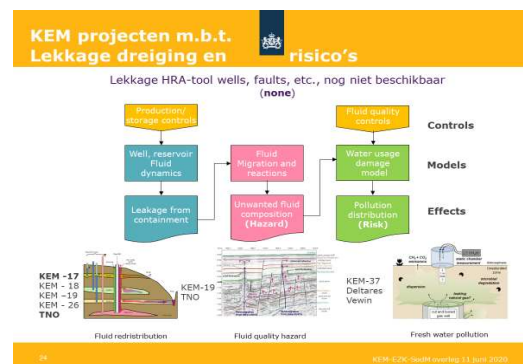 KEM projecten m.b.t.
Lekkage dreiging en risico's
Lekkage HRA-tool wells, faults, etc., nog niet beschikbaar
(none)
Production/
storage controls
Fluid quality
controls
Controls
Well, reservoir
Fluid
dynamics
Fluid
Migration and
reactions
Water usage
damage
model
Models
Leakage from
containment
Unwanted fluid
composition
(Hazard)
Pollution
distribution
(Risk)
Effects
KEM -17
KEM - 18
KEM -19
KEM - 26
TNO
KEM-19
TNO
KEM-37
Deltares
Vewin
Fluid redristribution
Fluid quality hazard
Fresh water pollution
24
KEM-EZK-SodM overleg 11 juni 2020